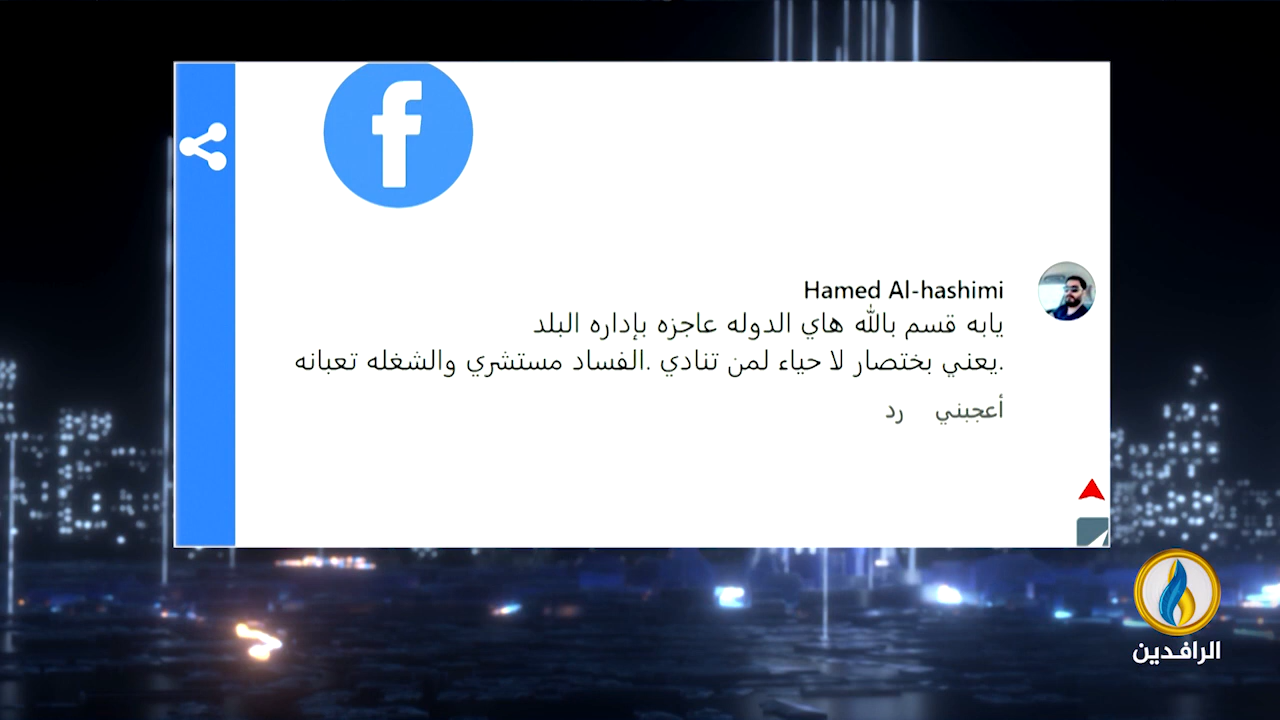 Hamed Al-hashimi
يابه قسم بالله هاي الدوله عاجزه بإداره البلد
.يعني بختصار لا حياء لمن تنادي .الفساد مستشري والشغله تعبانه
أعجبني رد
الرافدين